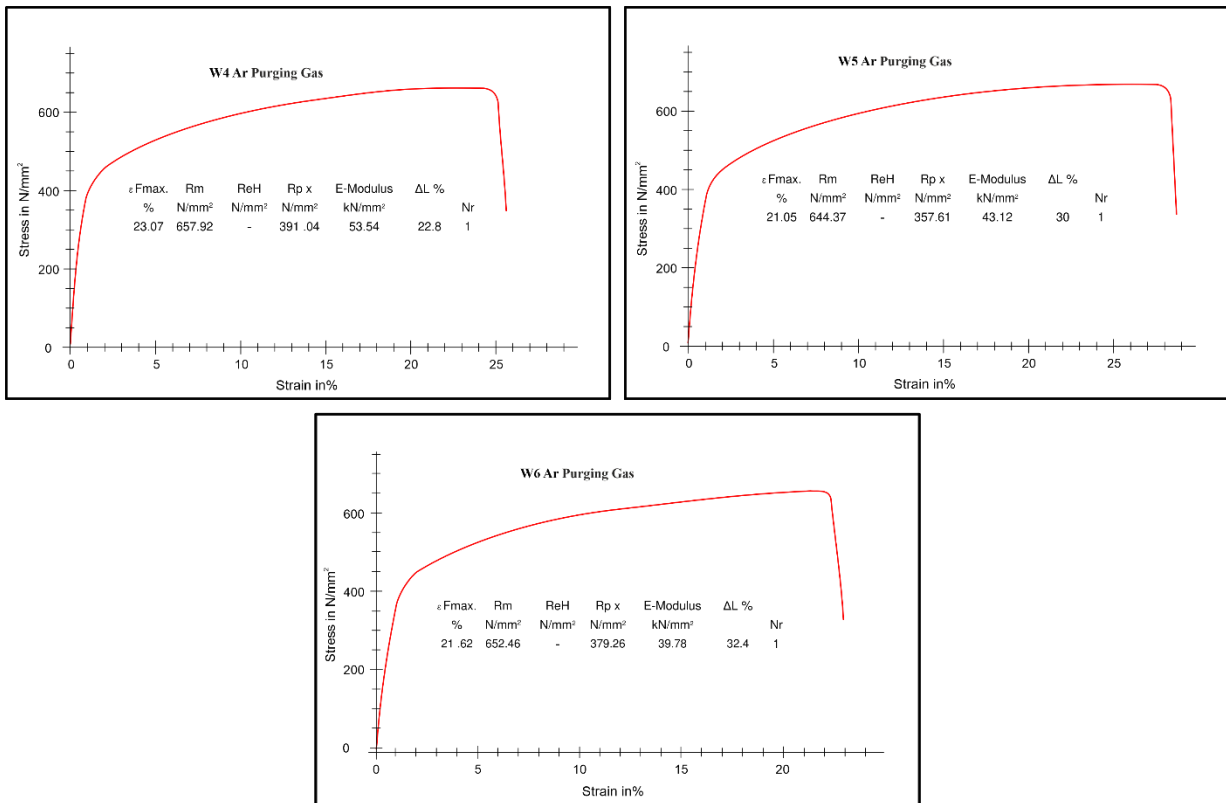 W4 Ar Purging Gas
600
400
200
0
Stress in N/mm²
εFmax. Rm ReH Rp x E-Modulus ΔL %
% N/mm² N/mm² N/mm² kN/mm² Nr
23.07 657.92 - 391 .04 53.54 22.8 1
0 5 10 15 20 25
Strain in%
W5 Ar Purging Gas
600
400
200
0
Stress in N/mm²
εFmax. Rm ReH Rp x E-Modulus ΔL %
% N/mm² N/mm² N/mm² kN/mm² Nr
21.05 644.37 - 357.61 43.12 30 1
0 5 10 15 20 25
Strain in%
W6 Ar Purging Gas
600
400
200
0
Stress in N/mm²
εFmax. Rm ReH Rp x E-Modulus ΔL %
% N/mm² N/mm² N/mm² kN/mm² Nr
21 .62 652.46 - 379.26 39.78 32.4 1
0 5 10 15 20
Strain in%